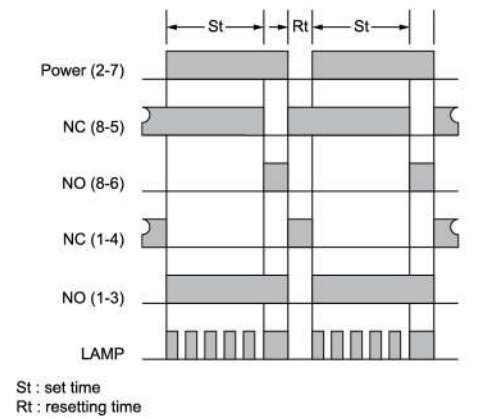 St Rt St
Power (2-7)
NC (8-5)
NO (8-6)
NC (1-4)
NO (1-3)
LAMP
St : set time
Rt : resetting time